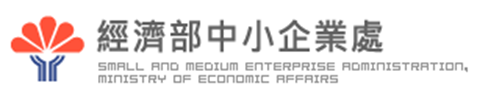 經濟部中小企業處
SMALL AND MEDIUM ENTERPRISE ADMINISTRATION,
MINISTRY OF ECONOMIC AFFAIRS